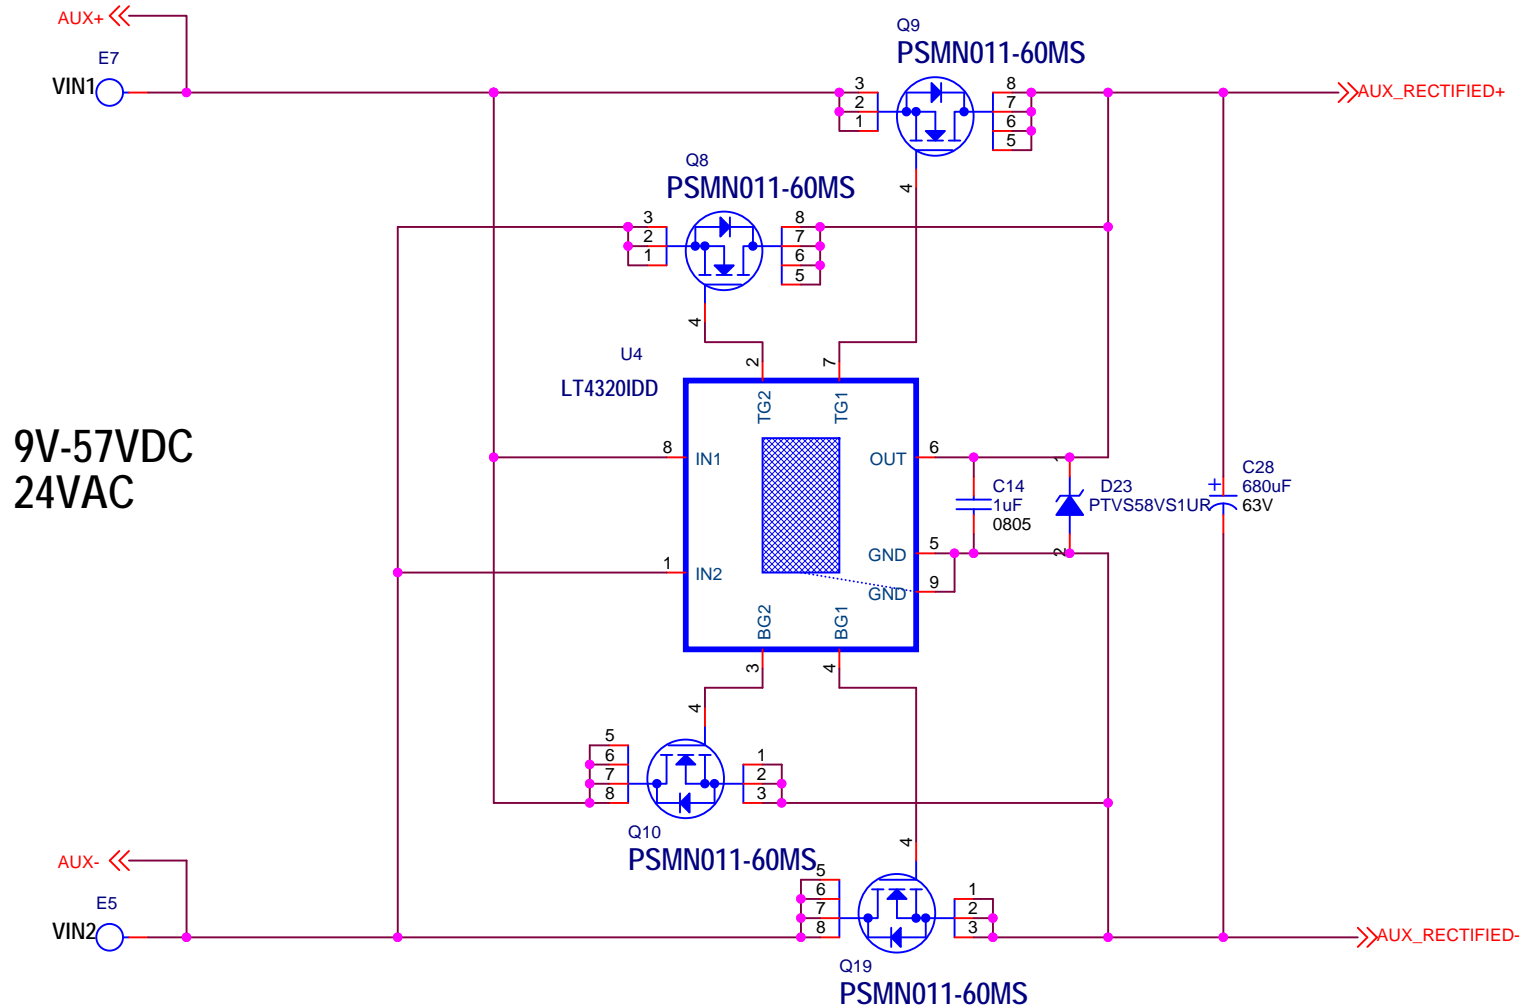 AUX+
E7
VIN1
Q9
PSMN011-60MS
3
2
1
8
7
6
5
4
AUX_RECTIFIED+
Q8
PSMN011-60MS
3
2
1
8
7
6
5
4
U4
LT4320IDD
2
7
TG2
TG1
9V-57VDC
24VAC
8
IN1
OUT
6
1
IN2
GND
5
GND
9
BG2
BG1
3
4
C14
1uF
0805
1
D23
PTVS58VS1UR
2
C28
+
680uF
63V
4
5
6
7
8
1
2
3
Q10
PSMN011-60MS
4
5
6
7
8
1
2
3
Q19
PSMN011-60MS
AUX-
E5
VIN2
AUX_RECTIFIED-